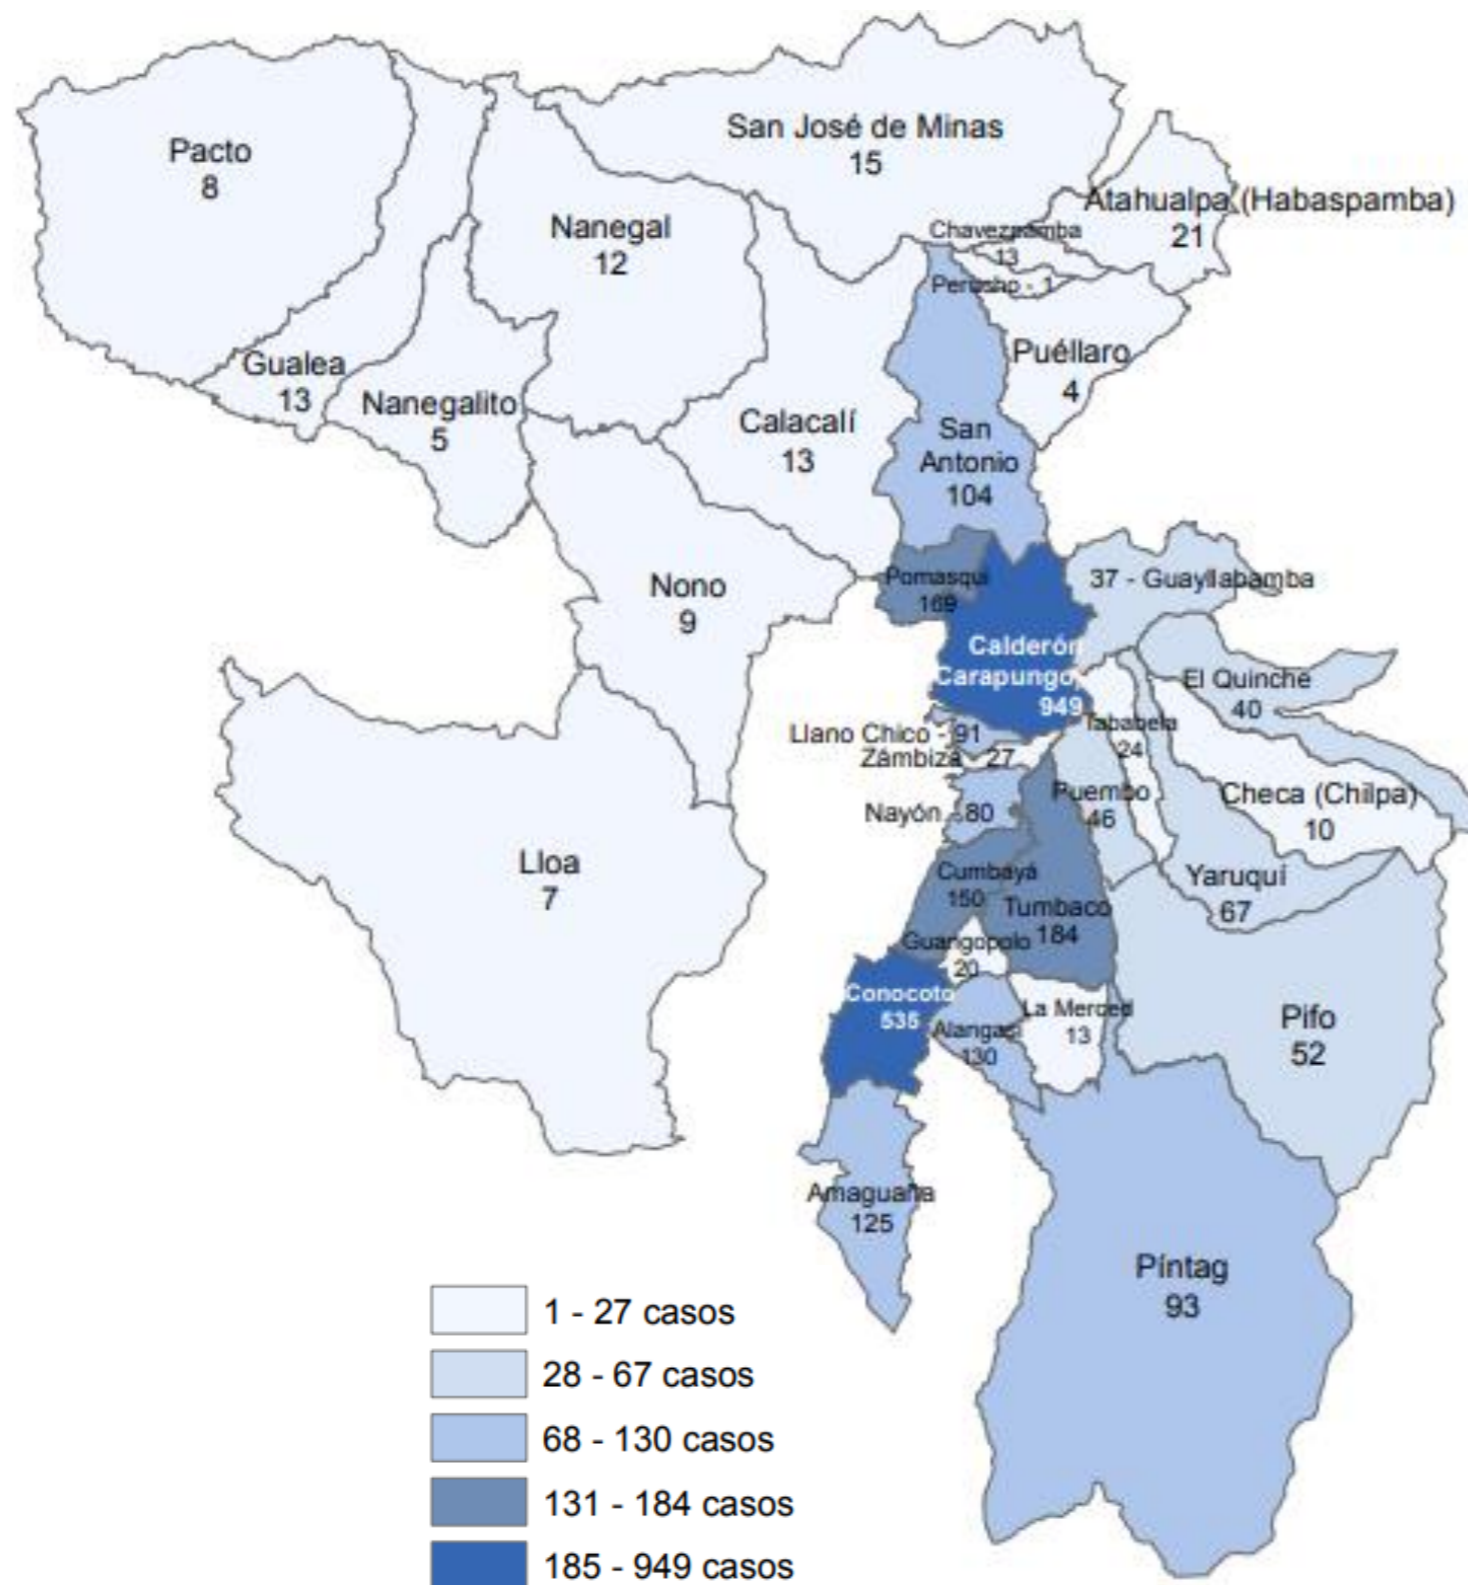 Pacto
8
San José de Minas
15
Atahualpa (Habaspamba)
21
Nanegal
12
Chavezpamba
13
Perusho - 1
Puéllaro
4
Gualea
13
Nanegalito
5
Calacalí
13
San
Antonio
104
Nono
9
Pomasqui
169
37 - Guayllabamba
Calderón
Carapungo
949
El Quinche
40
Llano Chico - 91
Zámbiza 27
Tababela
24
Nayón - 80
Puembo
46
Checa (Chilpa)
10
Lloa
7
Cumbayá
150
Tumbaco
184
Yaruquí
67
Guangopolo
20
Conocoto
535
Alangasí
130
La Merced
13
Pifo
52
Amaguaña
125
Píntag
93
1 - 27 casos
28 - 67 casos
68 - 130 casos
131 - 184 casos
185 - 949 casos